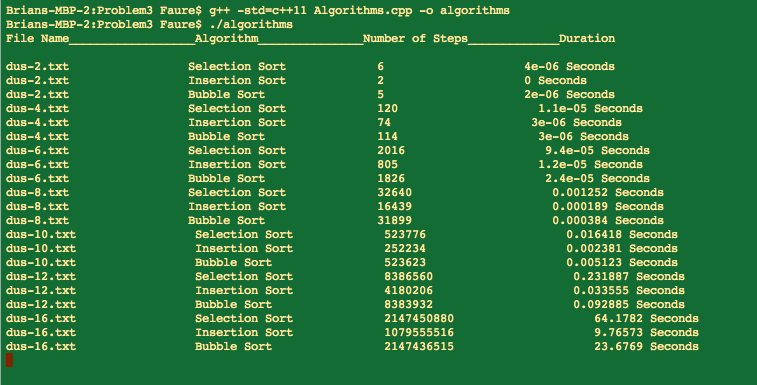 Brians-MBP-2:Problem3 Faure$ g++ -std=c++11 Algorithms.cpp -o algorithms
Brians-MBP-2:Problem3 Faure$ ./algorithms
File Name__________________Algorithm_______________Number of Steps_____________Duration
dus-2.txt Selection Sort 6 4e-06 Seconds
dus-2.txt Insertion Sort 2 0 Seconds
dus-2.txt Bubble Sort 5 2e-06 Seconds
dus-4.txt Selection Sort 120 1.1e-05 Seconds
dus-4.txt Insertion Sort 74 3e-06 Seconds
dus-4.txt Bubble Sort 114 3e-06 Seconds
dus-6.txt Selection Sort 2016 9.4e-05 Seconds
dus-6.txt Insertion Sort 805 1.2e-05 Seconds
dus-6.txt Bubble Sort 1826 2.4e-05 Seconds
dus-8.txt Selection Sort 32640 0.001252 Seconds
dus-8.txt Insertion Sort 16439 0.000189 Seconds
dus-8.txt Bubble Sort 31899 0.000384 Seconds
dus-10.txt Selection Sort 523776 0.016418 Seconds
dus-10.txt Insertion Sort 252234 0.002381 Seconds
dus-10.txt Bubble Sort 523623 0.005123 Seconds
dus-12.txt Selection Sort 8386560 0.231887 Seconds
dus-12.txt Insertion Sort 4180206 0.033555 Seconds
dus-12.txt Bubble Sort 8383932 0.092885 Seconds
dus-16.txt Selection Sort 2147450880 64.1782 Seconds
dus-16.txt Insertion Sort 1079555516 9.76573 Seconds
dus-16.txt Bubble Sort 2147436515 23.6769 Seconds